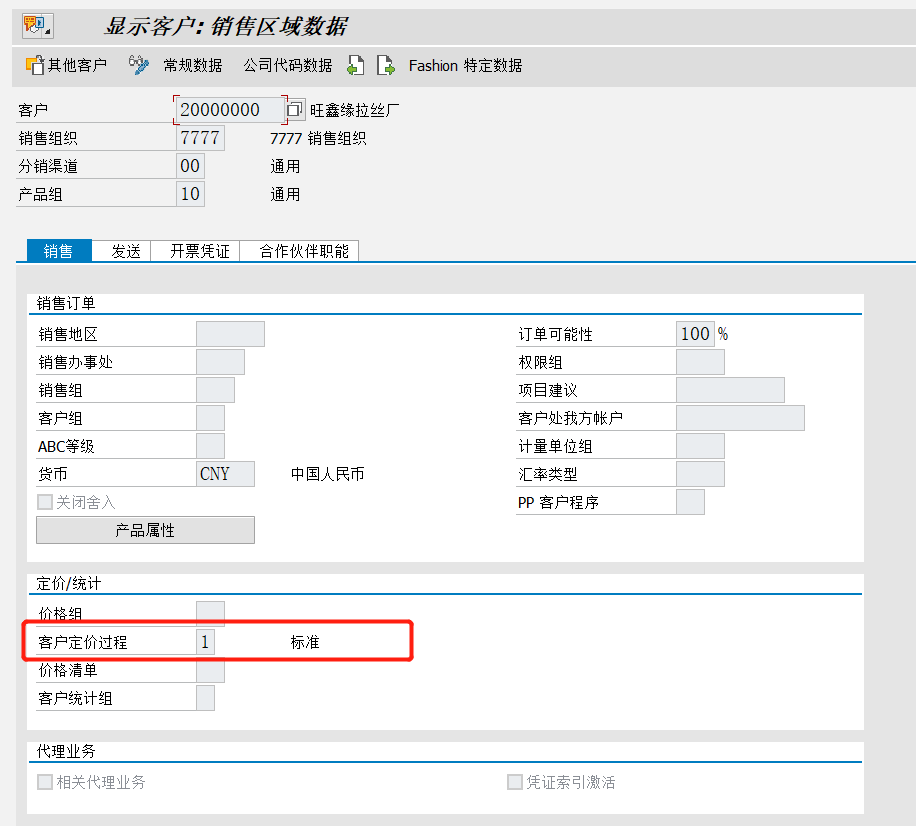 显示客户: 销售区域数据
其他客户 常规数据 公司代码数据 Fashion 特定数据
客户 20000000 旺鑫缘拉丝厂
销售组织 7777 7777 销售组织
分销渠道 00 通用
产品组 10 通用
销售 发送 开票凭证 合作伙伴职能
销售订单
销售地区 订单可能性 100 %
销售办事处 权限组
销售组 项目建议
客户组 客户处我方帐户
ABC等级 计量单位组
货币 CNY 中国人民币 汇率类型
关闭舍入 PP 客户程序
产品属性
定价/统计
价格组
客户定价过程 1 标准
价格清单
客户统计组
代理业务
相关代理业务 凭证索引激活